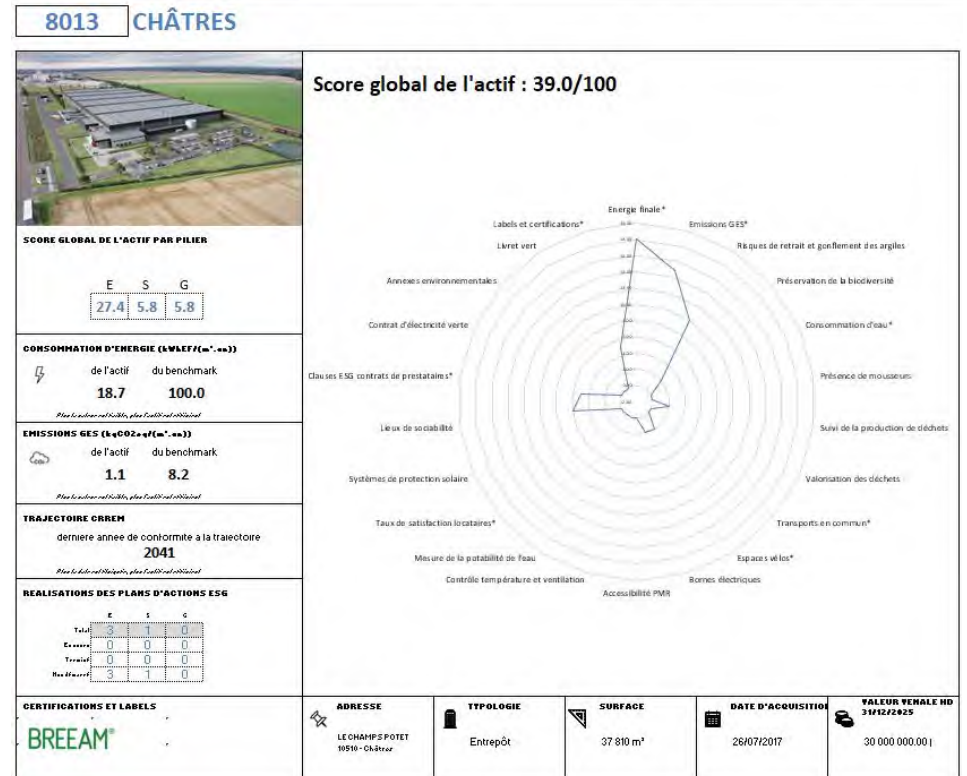 8013 CHÂTRES
Score global de l'actif : 39.0/100
SCORE GLOBAL DE L'ACTIF PAR PILIER
E S G
27.4 5.8 5.8
CONSOMMATION D'ENERGIE (kWhEF/(m².an))
de l'actif du benchmark
18.7 100.0
EMISSIONS GES (kgCO2eq/(m².an))
de l'actif du benchmark
1.1 8.2
TRAJECTOIRE CRREM
derniere annee de conformite a la trajectoire
2041
REALISATIONS DES PLANS D'ACTIONS ESG
E S G
Total 3 1 0
En cours 0 0 0
Terminé 0 0 0
Non démarré 3 1 0
Energie finale*
Emissions GES*
Risques de retrait et gonflement des argiles
Préservation de la biodiversité
Consommation d'eau*
Présence de mousseurs
Suivi de la production de déchets
Valorisation des déchets
Transports en commun*
Espaces vélos*
Bornes électriques
Accessibilité PMR
Contrôle température et ventilation
Mesure de la potabilité de l'eau
Taux de satisfaction locataires*
Systèmes de protection solaire
Lieux de sociabilité
Clauses ESG contrats de prestataires*
Contrat d'électricité verte
Annexes environnementales
Livret vert
Labels et certifications*
CERTIFICATIONS ET LABELS
BREEAM®
ADRESSE
LE CHAMPS POTET
10510 - Châtres
TYPOLOGIE
Entrepôt
SURFACE
37 810 m²
DATE D'ACQUISITIO
26/07/2017
VALEUR VENALE HD
31/12/2025
30 000 000.00